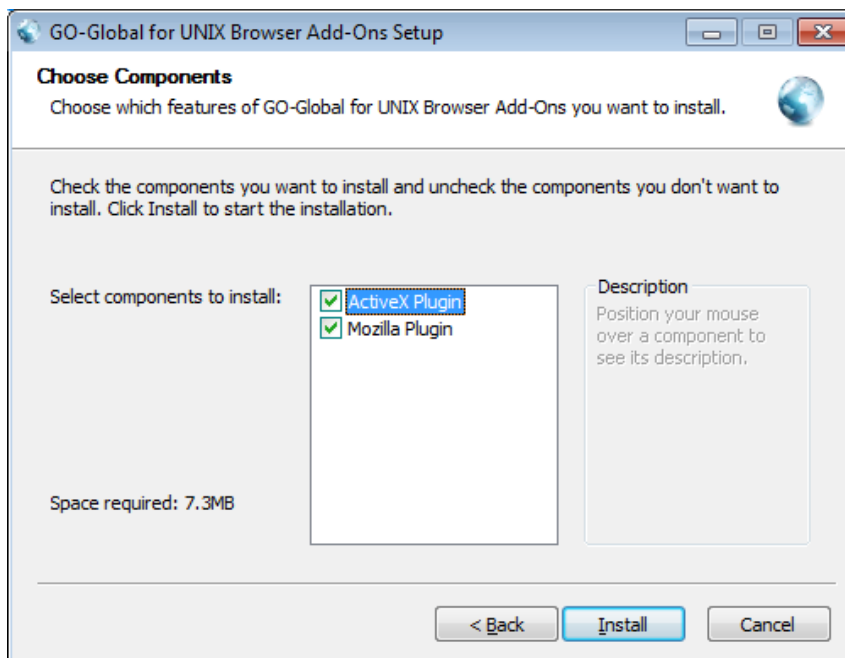 GO-Global for UNIX Browser Add-Ons Setup
Choose Components
Choose which features of GO-Global for UNIX Browser Add-Ons you want to install.
Check the components you want to install and uncheck the components you don't want to
install. Click Install to start the installation.
Select components to install:
ActiveX Plugin
Mozilla Plugin
Description
Position your mouse
over a component to
see its description.
Space required: 7.3MB
< Back
Install
Cancel